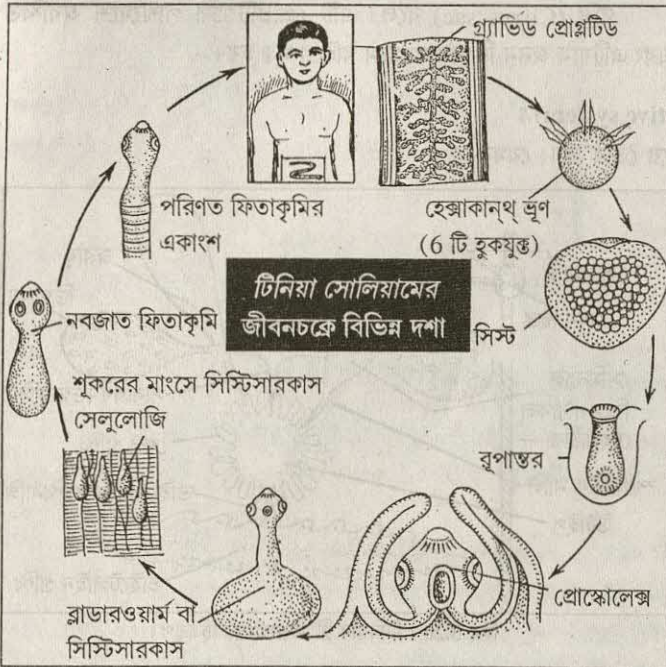 গ্র্যাভিড প্রোগ্লটিড
পরিণত ফিতাকৃমির
একাংশ
হেক্সাকান্থ্ ভ্রূণ
(6 টি হুকযুক্ত)
টিনিয়া সোলিয়ামের
জীবনচক্রে বিভিন্ন দশা
সিস্ট
নবজাত ফিতাকৃমি
শূকরের মাংসে সিস্টিসারকাস
সেলুলোজি
রূপান্তর
প্রোস্কোলেক্স
ব্লাডারওয়ার্ম বা
সিস্টিসারকাস